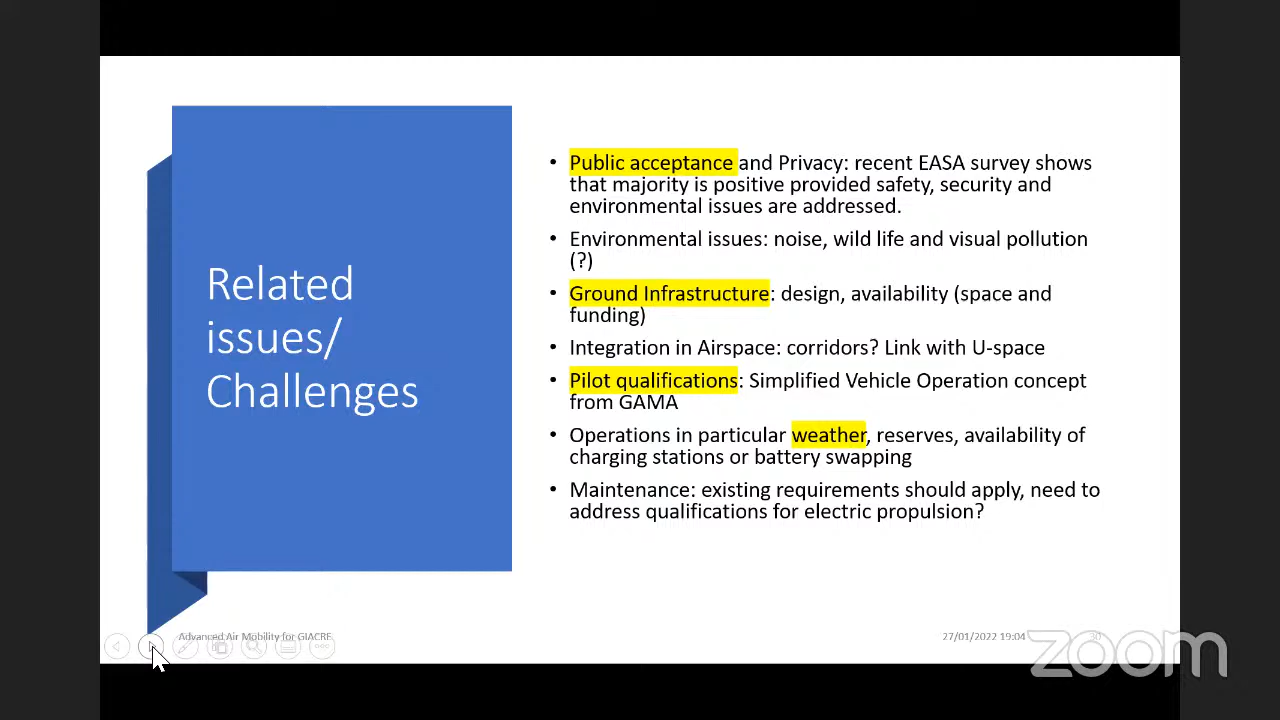 Related
issues/
Challenges
• Public acceptance and Privacy: recent EASA survey shows
that majority is positive provided safety, security and
environmental issues are addressed.
• Environmental issues: noise, wild life and visual pollution
(?)
• Ground Infrastructure: design, availability (space and
funding)
• Integration in Airspace: corridors? Link with U-space
• Pilot qualifications: Simplified Vehicle Operation concept
from GAMA
• Operations in particular weather, reserves, availability of
charging stations or battery swapping
• Maintenance: existing requirements should apply, need to
address qualifications for electric propulsion?
Advanced Air Mobility for GIACRE
27/01/2022 19:04
30
zoom